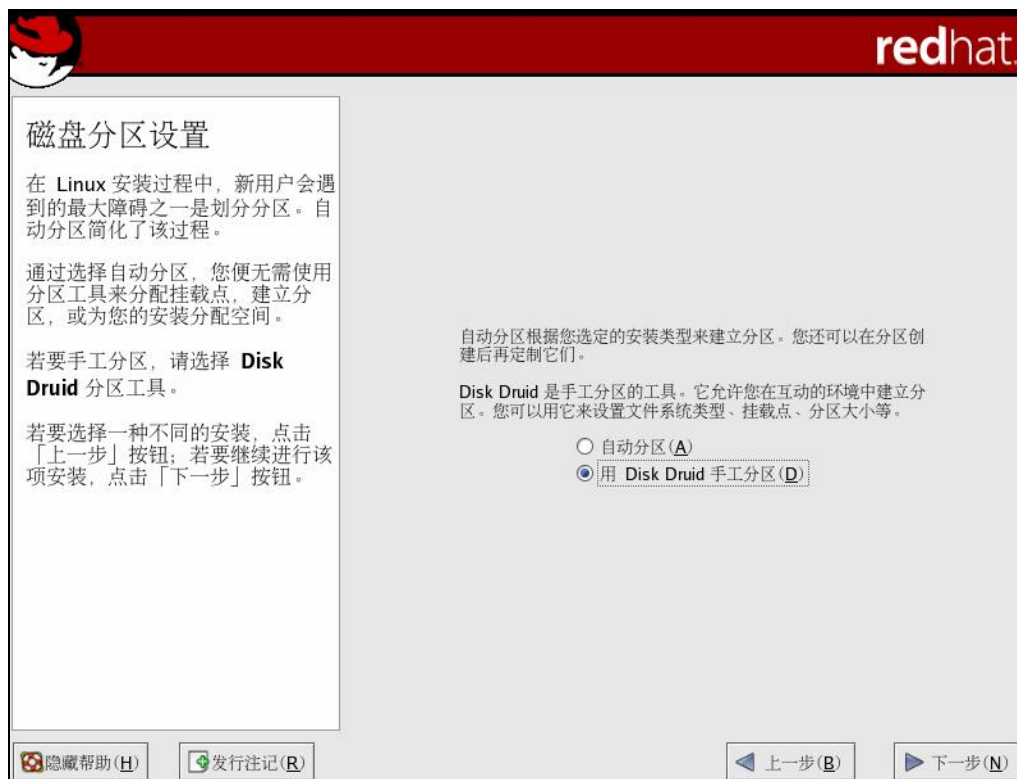 redhat.
磁盘分区设置
在 Linux 安装过程中，新用户会遇
到的最大障碍之一是划分分区。自
动分区简化了该过程。
通过选择自动分区，您便无需使用
分区工具来分配挂载点，建立分
区，或为您的安装分配空间。
若要手工分区，请选择 Disk
Druid 分区工具。
若要选择一种不同的安装，点击
「上一步」按钮；若要继续进行该
项安装，点击「下一步」按钮。
自动分区根据您选定的安装类型来建立分区。您还可以在分区创
建后再定制它们。
Disk Druid 是手工分区的工具。它允许您在互动的环境中建立分
区。您可以用它来设置文件系统类型、挂载点、分区大小等。
自动分区(A)
用 Disk Druid 手工分区(D)
隐藏帮助(H)
发行注记(R)
上一步(B)
下一步(N)